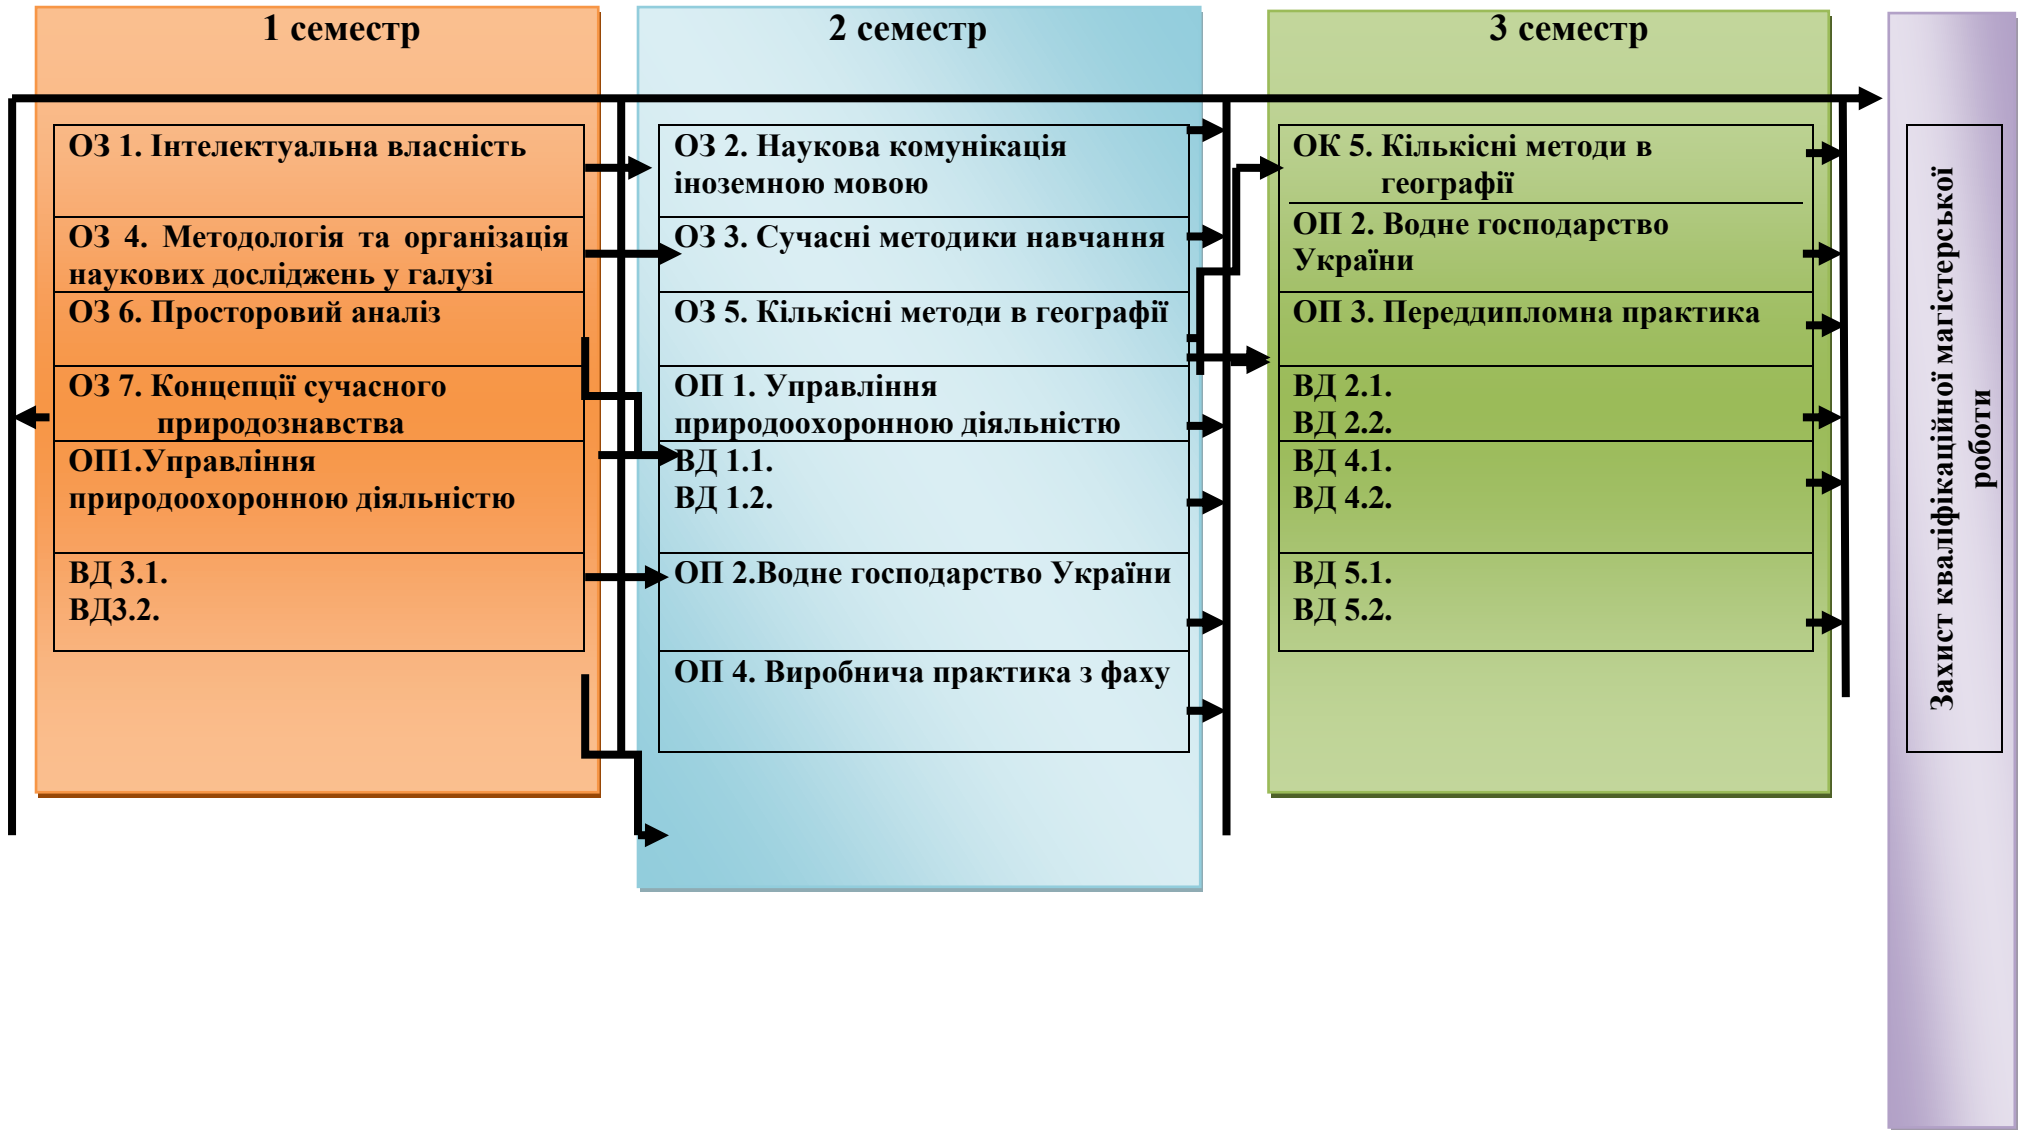 1 семестр
ОЗ 1. Інтелектуальна власність
ОЗ 4. Методологія та організація
наукових досліджень у галузі
ОЗ 6. Просторовий аналіз
ОЗ 7. Концепції сучасного
природознавства
ОП1.Управління
природоохоронною діяльністю
ВД 3.1.
ВД3.2.
2 семестр
ОЗ 2. Наукова комунікація
іноземною мовою
ОЗ 3. Сучасні методики навчання
ОЗ 5. Кількісні методи в географії
ОП 1. Управління
природоохоронною діяльністю
ВД 1.1.
ВД 1.2.
ОП 2.Водне господарство України
ОП 4. Виробнича практика з фаху
3 семестр
ОК 5. Кількісні методи в
географії
ОП 2. Водне господарство
України
ОП 3. Переддипломна практика
ВД 2.1.
ВД 2.2.
ВД 4.1.
ВД 4.2.
ВД 5.1.
ВД 5.2.
Захист кваліфікаційної магістерської
роботи